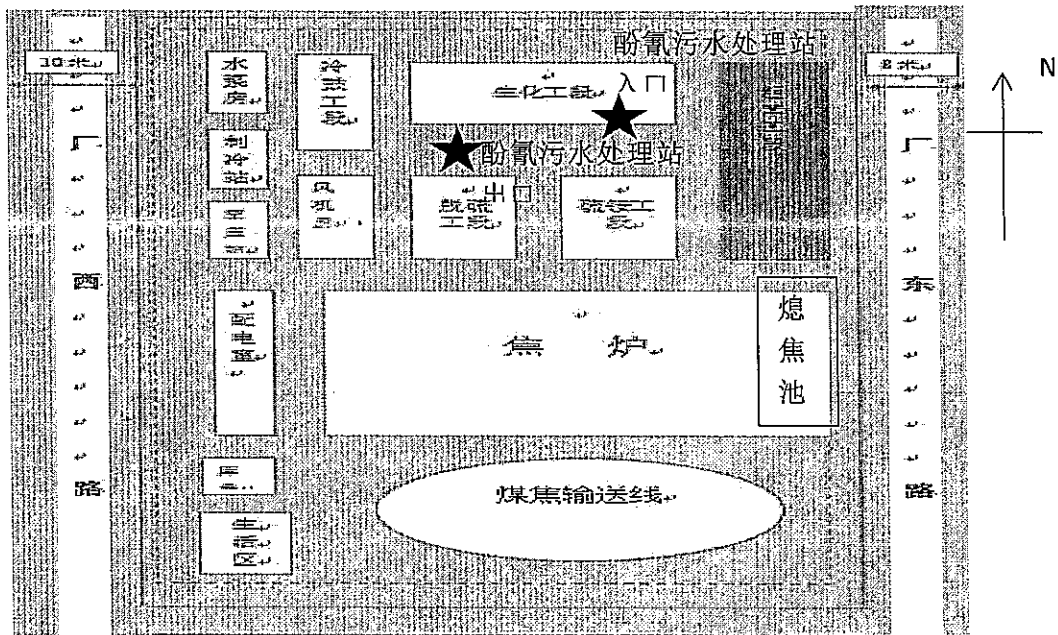 酚氰污水处理站
10米
8米
N
水泵房
冷鼓工段
生化工段
入口
厂
厂
制冷站
酚氰污水处理站
出口
风机房
脱硫工段
硫铵工段
西
东
配电室
焦 炉
熄焦池
路
煤焦输送线
路
生活区